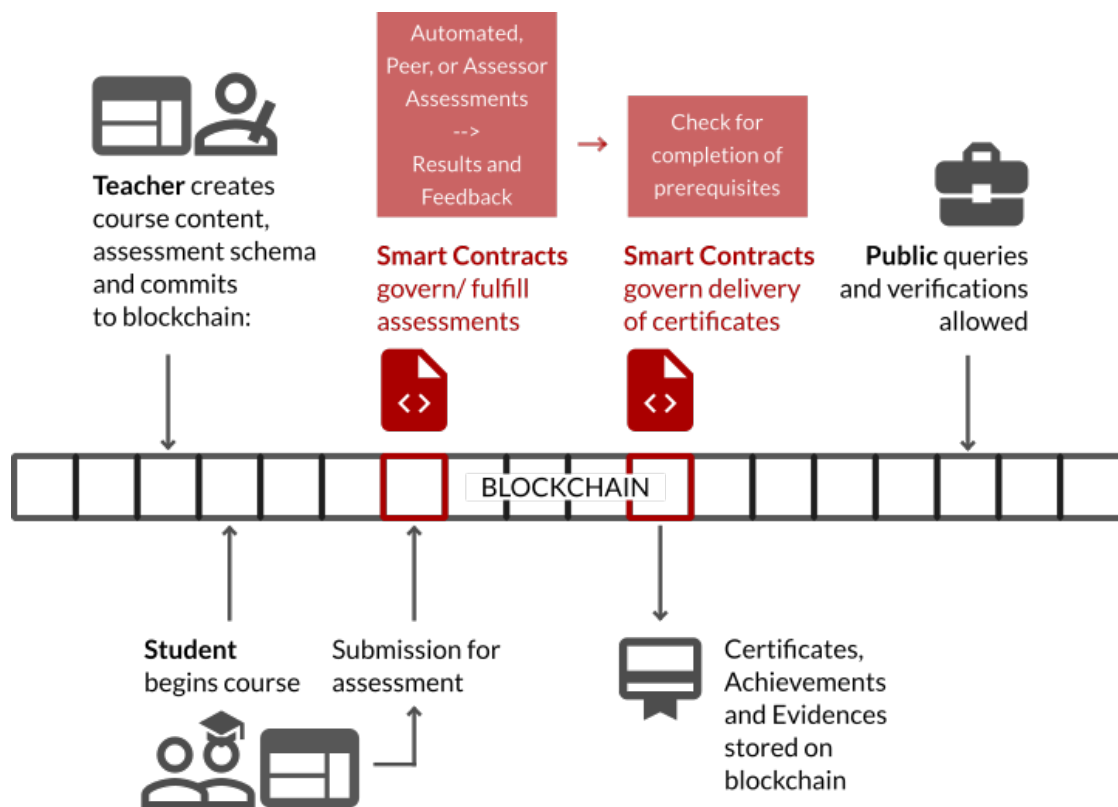 Automated,
Peer, or Assessor
Assessments
-->
Results and
Feedback
Check for
completion of
prerequisites
Teacher creates
course content,
assessment schema
and commits
to blockchain:
Smart Contracts
govern/ fulfill
assessments
Smart Contracts
govern delivery
of certificates
Public queries
and verifications
allowed
BLOCKCHAIN
Student
begins course
Submission for
assessment
Certificates,
Achievements
and Evidences
stored on
blockchain